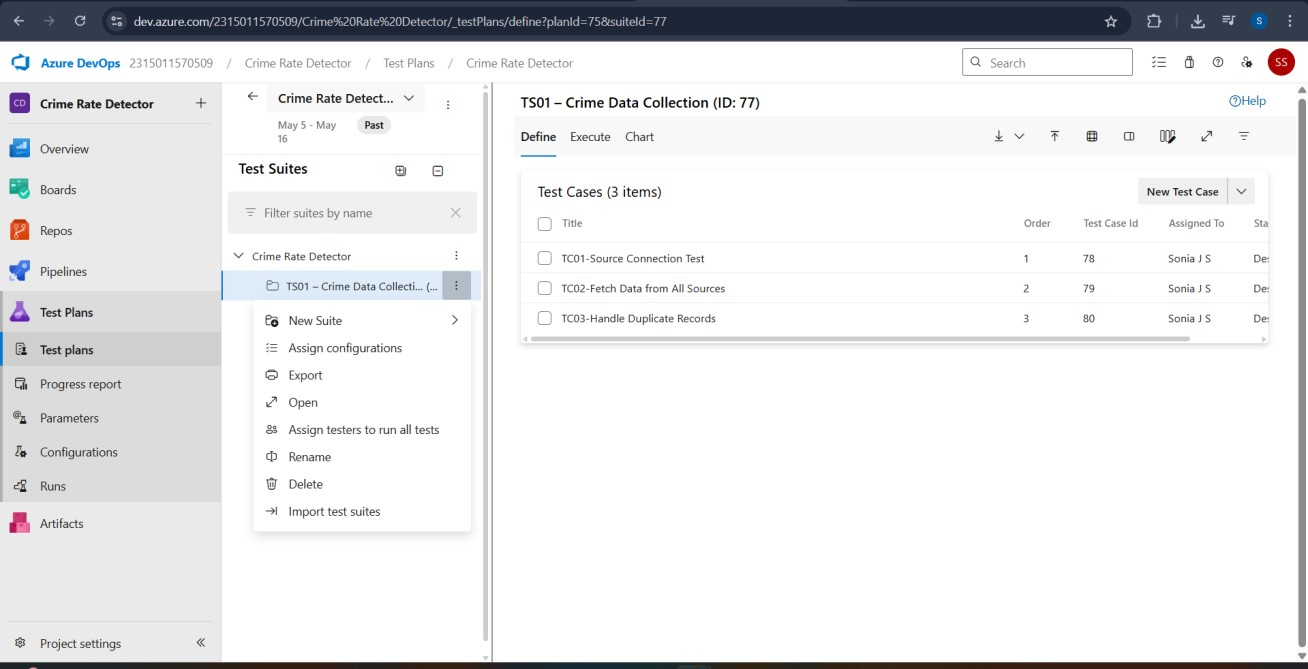 dev.azure.com/2315011570509/Crime%20Rate%20Detector/_testPlans/define?planId=75&suiteId=77
S
Azure DevOps 2315011570509 / Crime Rate Detector / Test Plans / Crime Rate Detector
Search
SS
CD Crime Rate Detector +
Overview
Boards
Repos
Pipelines
Test Plans
Test plans
Progress report
Parameters
Configurations
Runs
Artifacts
Project settings
Crime Rate Detect...
May 5 - May
16
Past
Test Suites
Filter suites by name
Crime Rate Detector
TS01 – Crime Data Collecti... (...
New Suite
Assign configurations
Export
Open
Assign testers to run all tests
Rename
Delete
Import test suites
TS01 – Crime Data Collection (ID: 77)
Help
Define Execute Chart
Test Cases (3 items)
New Test Case
Title Order Test Case Id Assigned To Sta
TC01-Source Connection Test 1 78 Sonia J S Des
TC02-Fetch Data from All Sources 2 79 Sonia J S Des
TC03-Handle Duplicate Records 3 80 Sonia J S Des